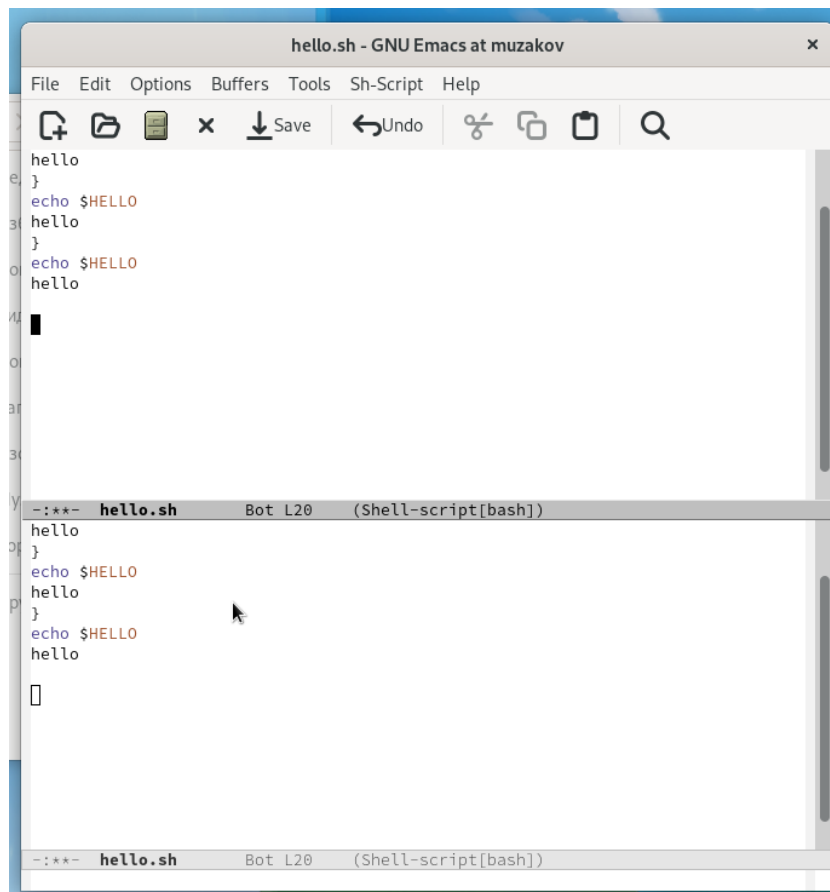 hello.sh - GNU Emacs at muzakov ×
File Edit Options Buffers Tools Sh-Script Help
Save Undo
hello
}
echo $HELLO
hello
}
echo $HELLO
hello
-:**- hello.sh Bot L20 (Shell-script[bash])
hello
}
echo $HELLO
hello
}
echo $HELLO
hello
-:**- hello.sh Bot L20 (Shell-script[bash])